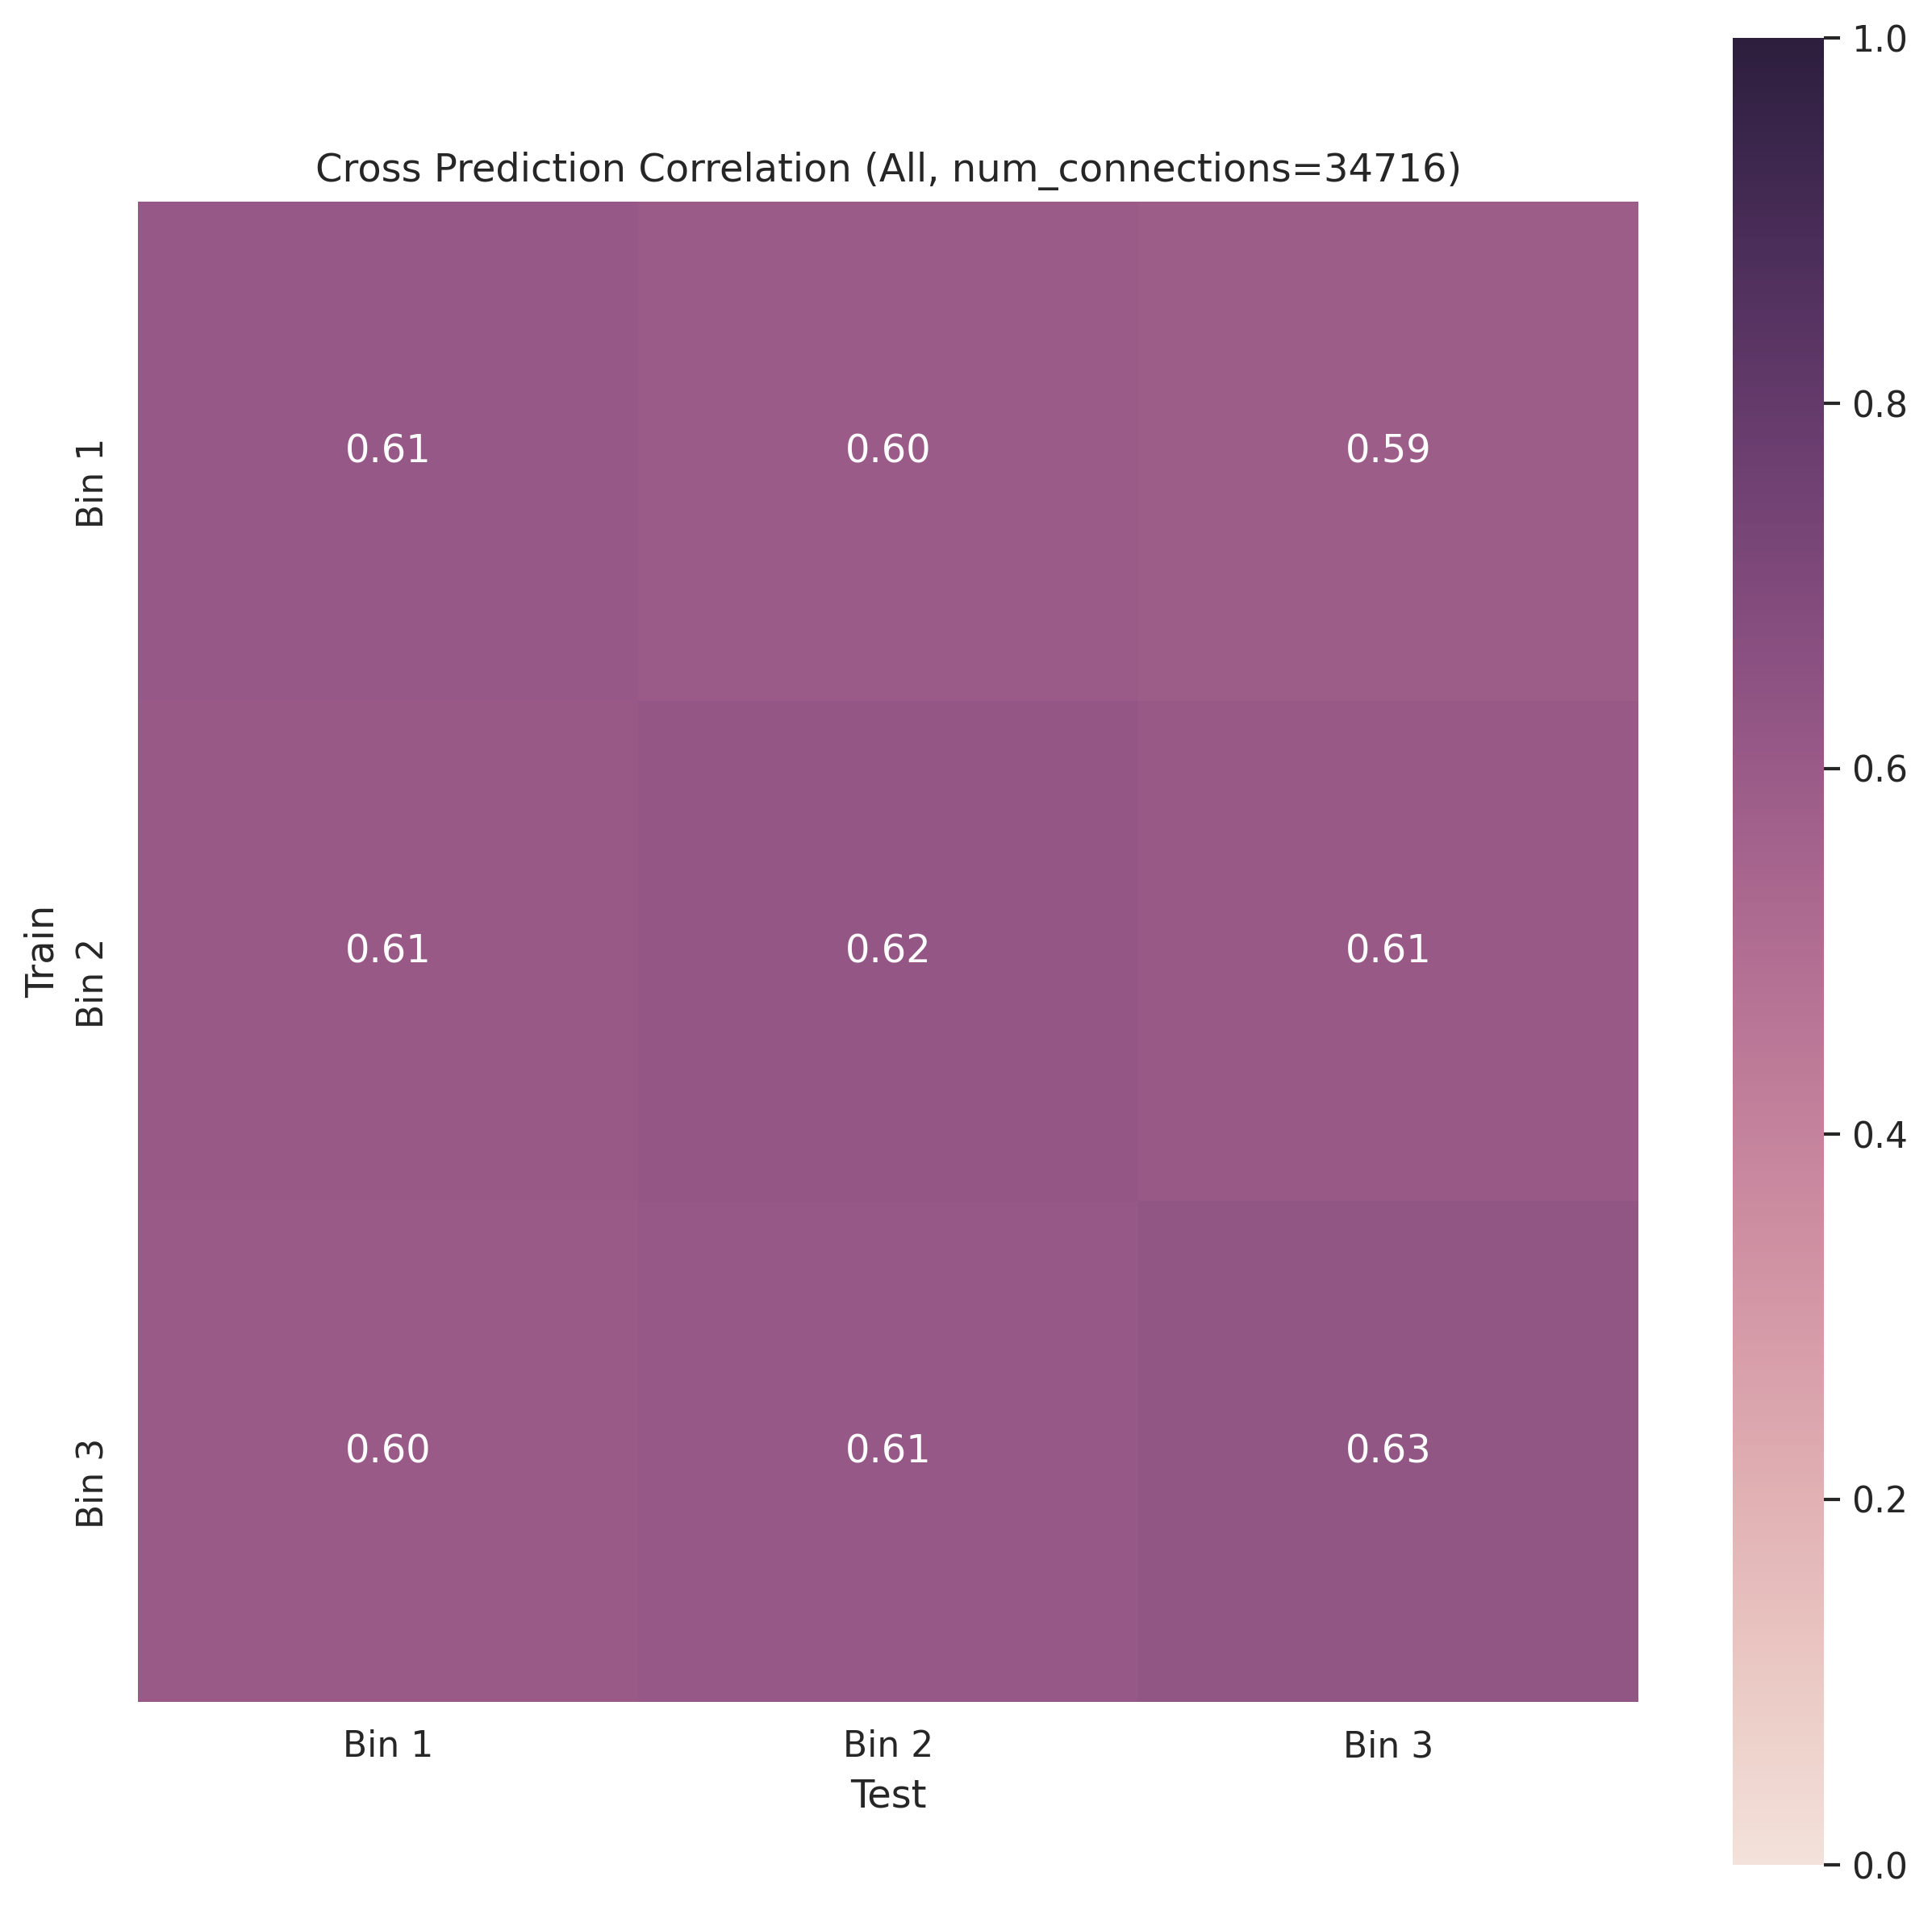 Cross Prediction Correlation (All, num_connections=34716)
1.0
0.8
0.6
0.4
0.2
0.0
Train
Bin 1
0.61 0.60 0.59
Bin 2
0.61 0.62 0.61
Bin 3
0.60 0.61 0.63
Bin 1 Bin 2 Bin 3
Test